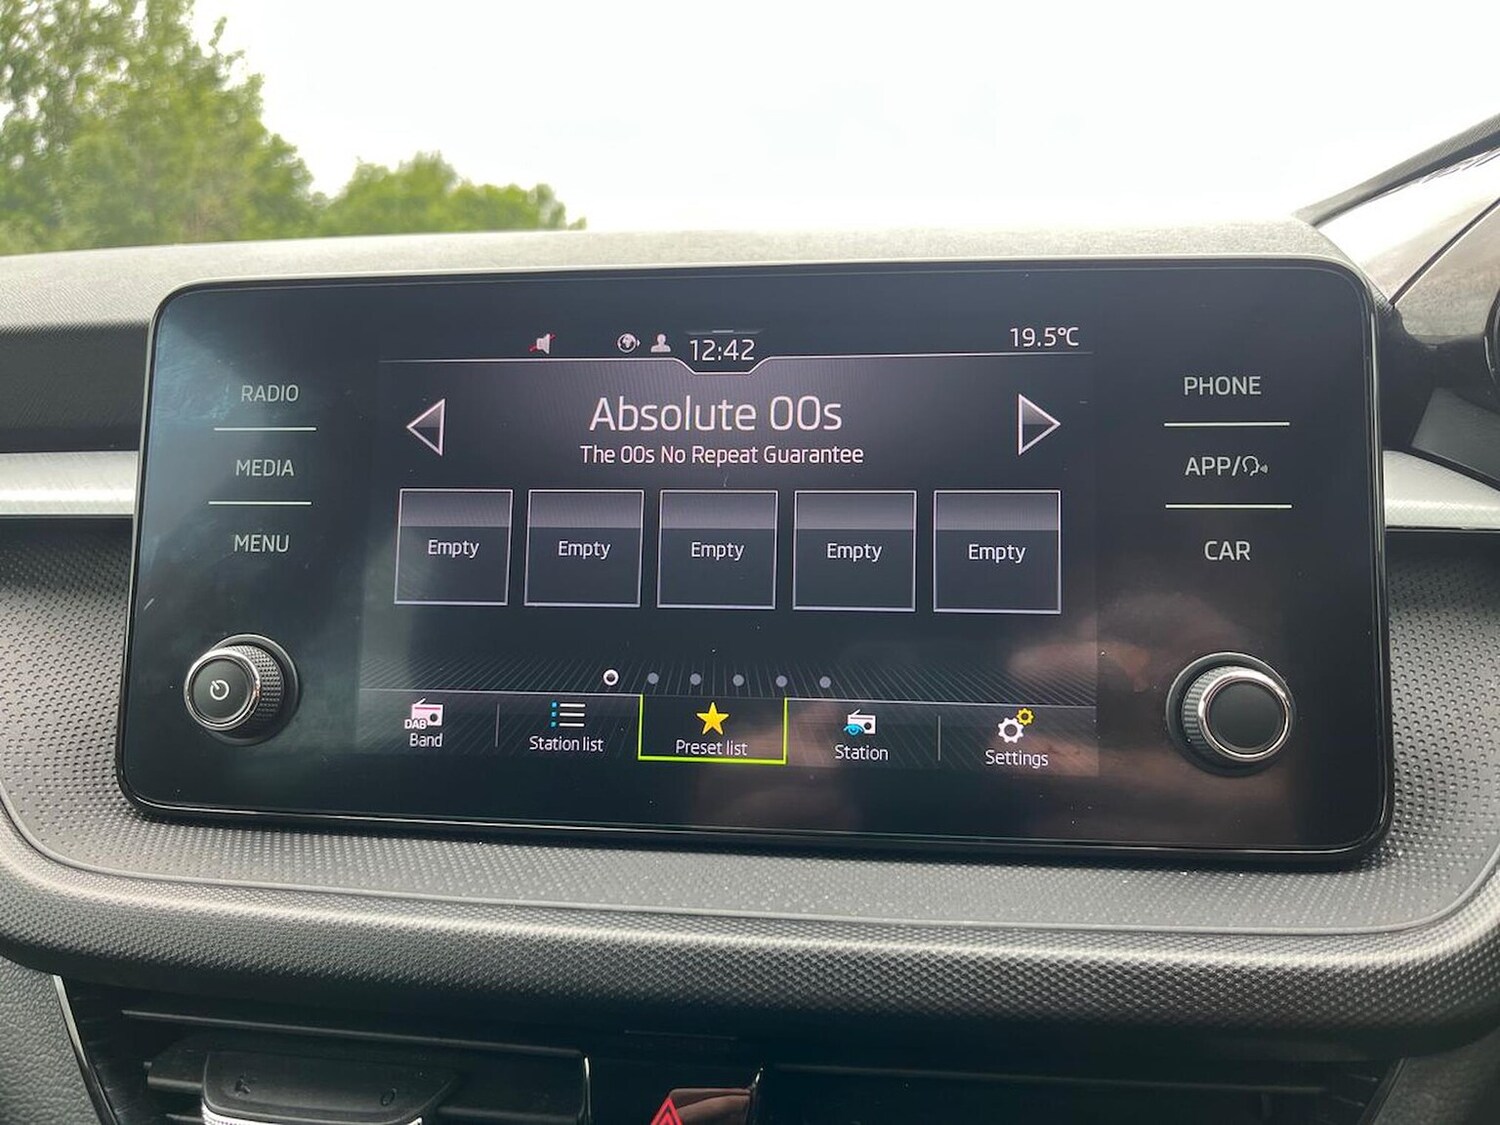 12:42
19.5°C
RADIO
MEDIA
MENU
Absolute 00s
The 00s No Repeat Guarantee
Empty
Empty
Empty
Empty
Empty
DAB
Band
Station list
Preset list
Station
Settings
PHONE
APP/
CAR